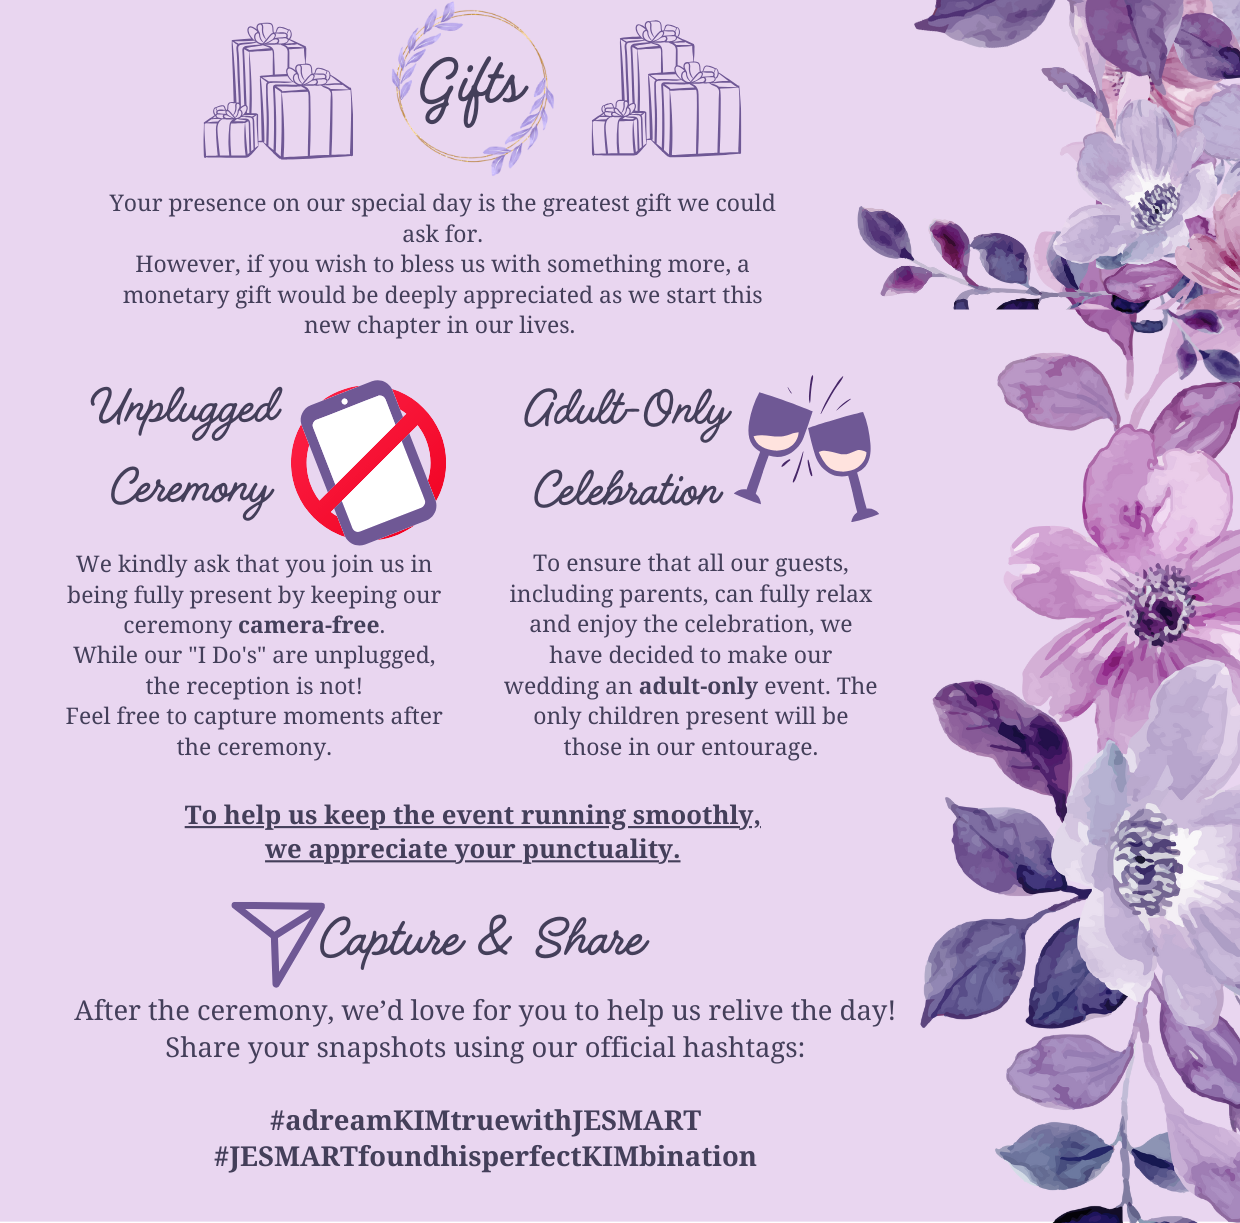 Gifts
Your presence on our special day is the greatest gift we could
ask for.
However, if you wish to bless us with something more, a
monetary gift would be deeply appreciated as we start this
new chapter in our lives.
Unplugged
Ceremony
We kindly ask that you join us in
being fully present by keeping our
ceremony camera-free.
While our "I Do's" are unplugged,
the reception is not!
Feel free to capture moments after
the ceremony.
Adult-Only
Celebration
To ensure that all our guests,
including parents, can fully relax
and enjoy the celebration, we
have decided to make our
wedding an adult-only event. The
only children present will be
those in our entourage.
To help us keep the event running smoothly,
we appreciate your punctuality.
Capture & Share
After the ceremony, we’d love for you to help us relive the day!
Share your snapshots using our official hashtags:
#adreamKIMtruewithJESMART
#JESMARTfoundhisperfectKIMbination